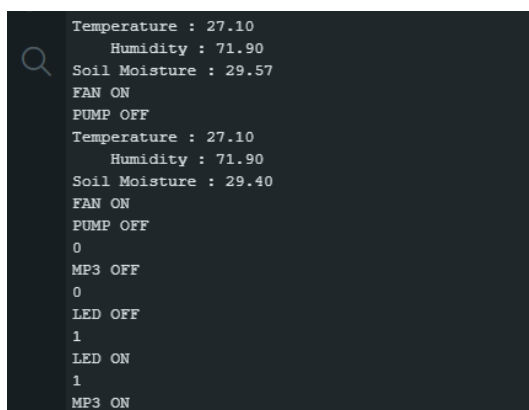 Temperature : 27.10
Humidity : 71.90
Soil Moisture : 29.57
FAN ON
PUMP OFF
Temperature : 27.10
Humidity : 71.90
Soil Moisture : 29.40
FAN ON
PUMP OFF
0
MP3 OFF
0
LED OFF
1
LED ON
1
MP3 ON